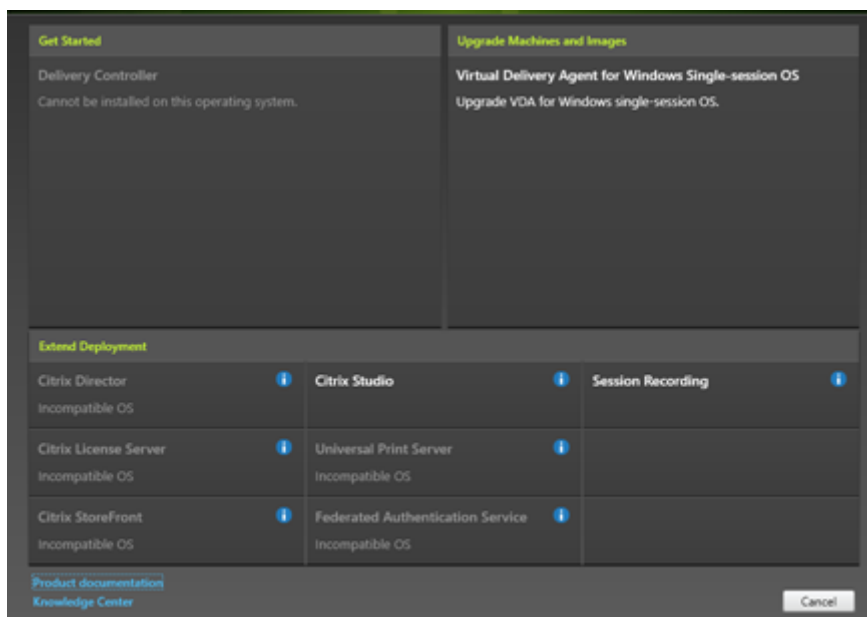 Get Started
Upgrade Machines and Images
Delivery Controller
Cannot be installed on this operating system.
Virtual Delivery Agent for Windows Single-session OS
Upgrade VDA for Windows single-session OS.
Extend Deployment
Citrix Director
Incompatible OS
Citrix Studio
Session Recording
Citrix License Server
Incompatible OS
Universal Print Server
Incompatible OS
Citrix StoreFront
Incompatible OS
Federated Authentication Service
Incompatible OS
Product documentation
Knowledge Center
Cancel